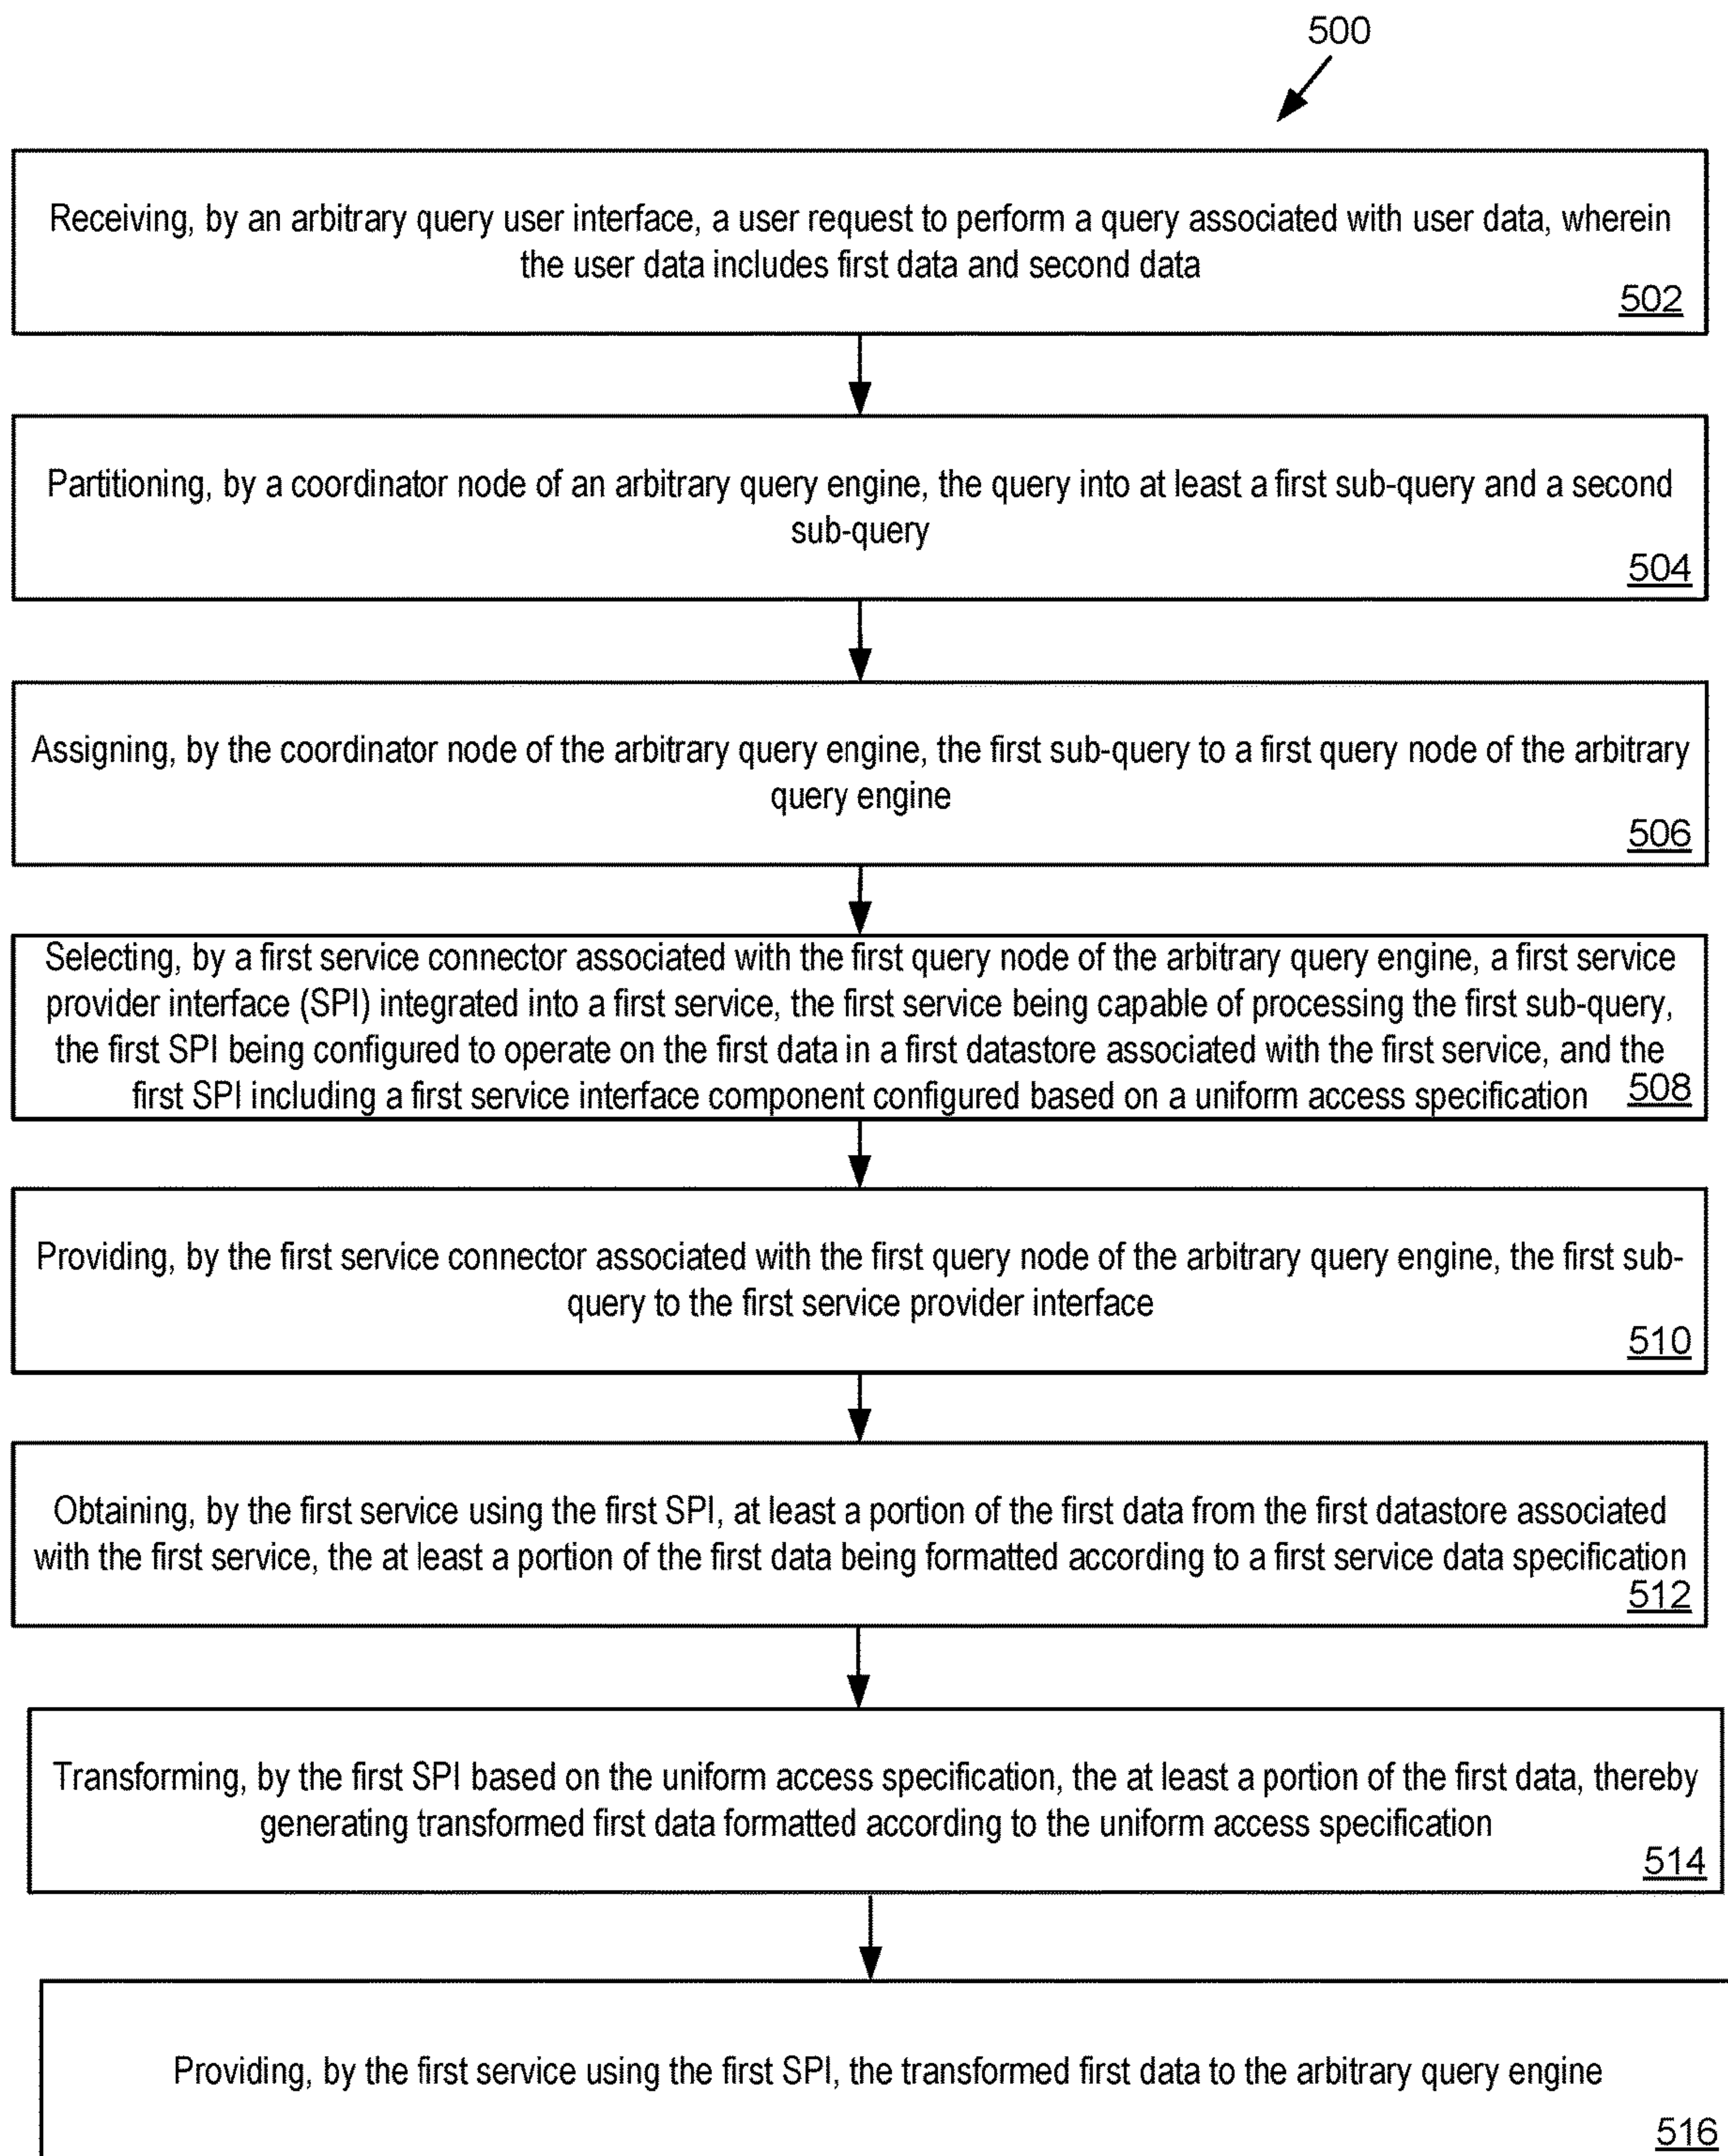 500
Receiving, by an arbitrary query user interface, a user request to perform a query associated with user data, wherein
the user data includes first data and second data
502
Partitioning, by a coordinator node of an arbitrary query engine, the query into at least a first sub-query and a second
sub-query
504
Assigning, by the coordinator node of the arbitrary query engine, the first sub-query to a first query node of the arbitrary
query engine
506
Selecting, by a first service connector associated with the first query node of the arbitrary query engine, a first service
provider interface (SPI) integrated into a first service, the first service being capable of processing the first sub-query,
the first SPI being configured to operate on the first data in a first datastore associated with the first service, and the
first SPI including a first service interface component configured based on a uniform access specification 508
Providing, by the first service connector associated with the first query node of the arbitrary query engine, the first sub-
query to the first service provider interface
510
Obtaining, by the first service using the first SPI, at least a portion of the first data from the first datastore associated
with the first service, the at least a portion of the first data being formatted according to a first service data specification
512
Transforming, by the first SPI based on the uniform access specification, the at least a portion of the first data, thereby
generating transformed first data formatted according to the uniform access specification
514
Providing, by the first service using the first SPI, the transformed first data to the arbitrary query engine
516